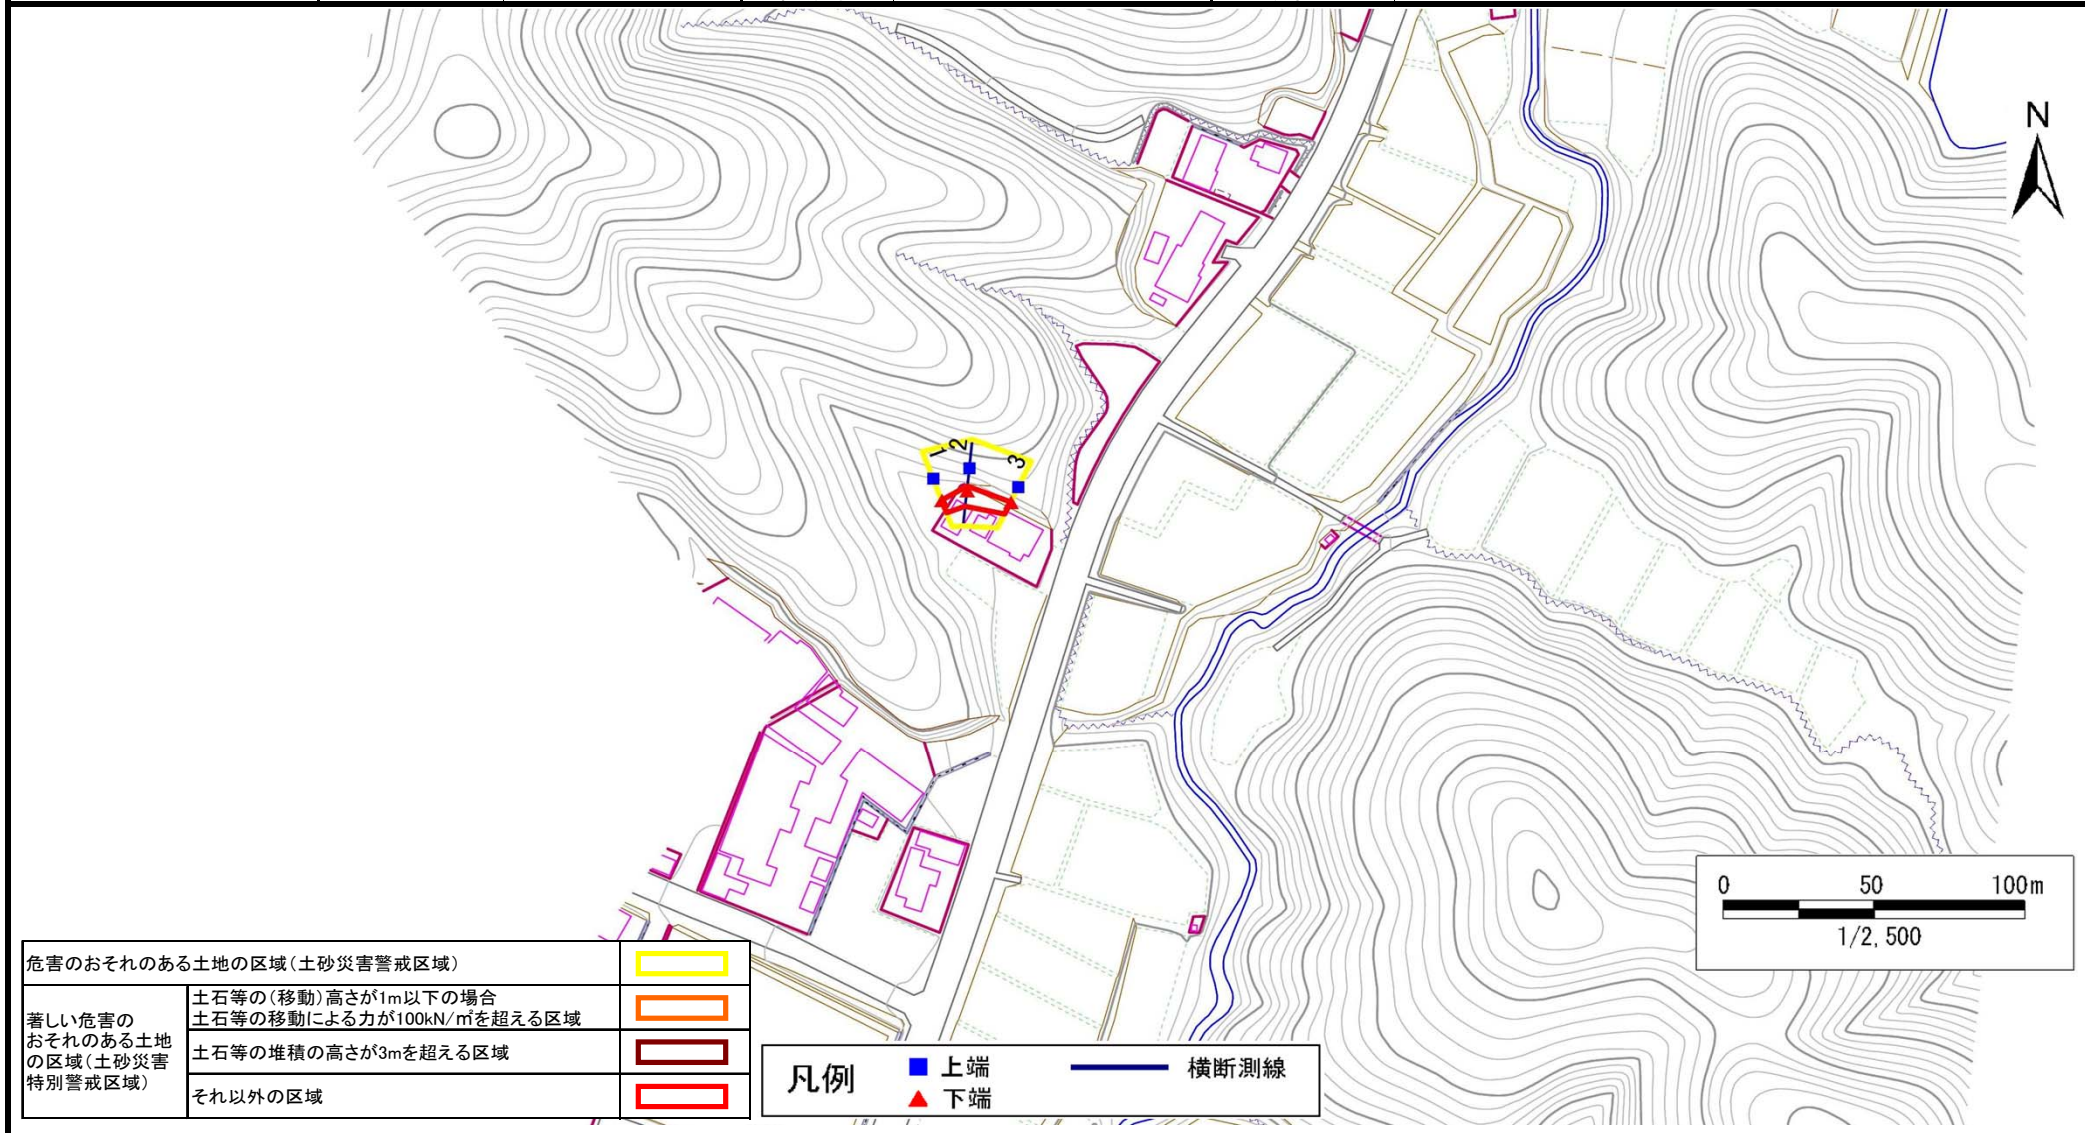 N
1
2
3
0 50 100m
1/2,500
危害のおそれのある土地の区域(土砂災害警戒区域)
著しい危害の
おそれのある土地
の区域(土砂災害
特別警戒区域)
土石等の(移動)高さが1m以下の場合
土石等の移動による力が100kN/㎡を超える区域
土石等の堆積の高さが3mを超える区域
それ以外の区域
凡例
上端
下端
横断測線